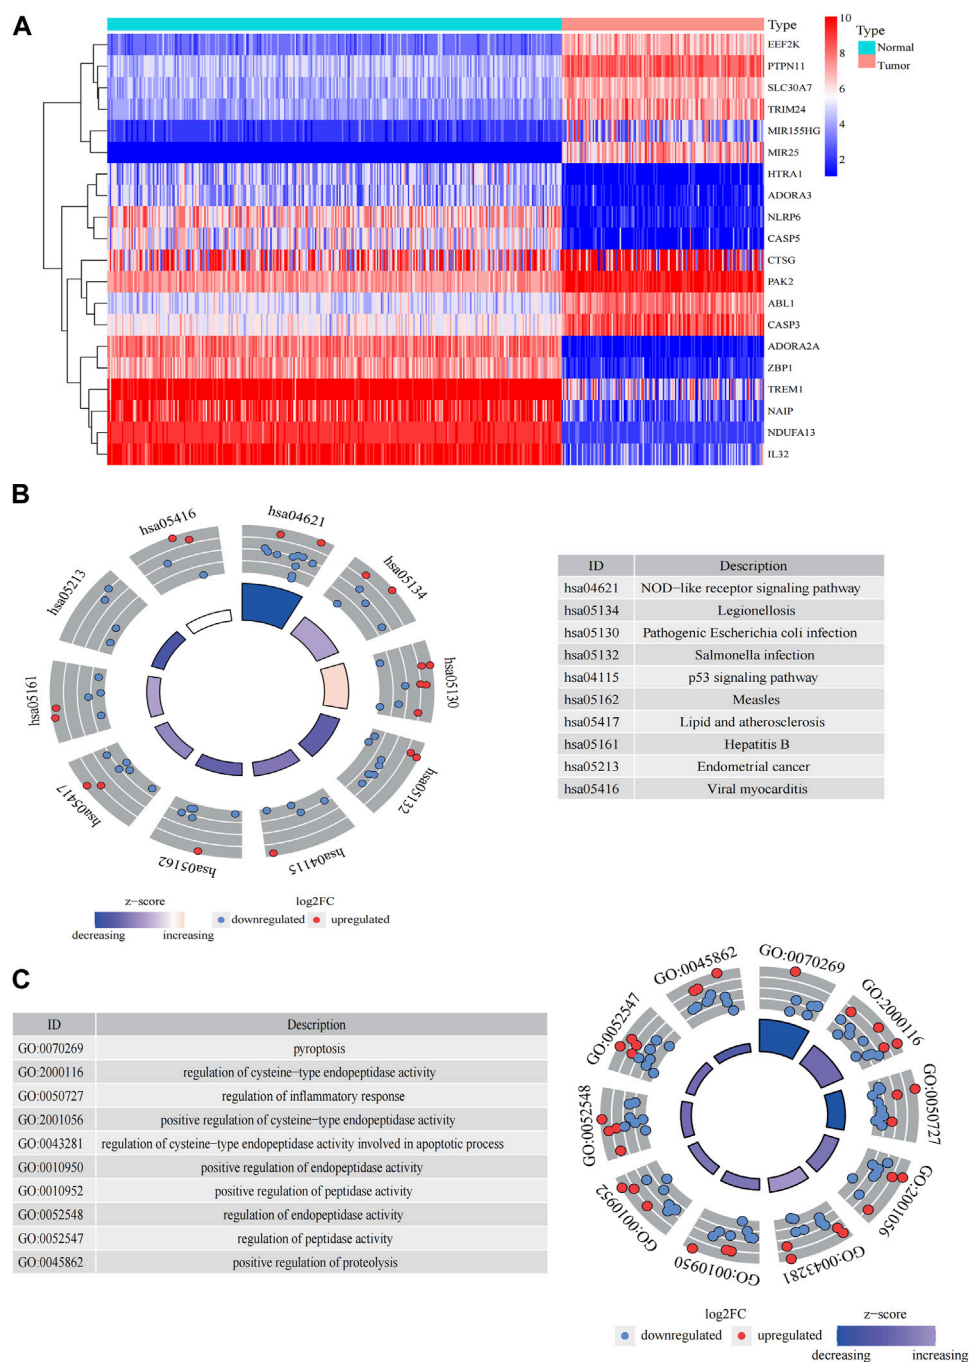 A
Type
EEF2K
PTPN11
SLC30A7
TRIM24
MIR155HG
MIR25
HTRA1
ADORA3
NLRP6
CASP5
CTSG
PAK2
ABL1
CASP3
ADORA2A
ZBP1
TREM1
NAIP
NDUFA13
IL32
10
8
6
4
2
Type
Normal
Tumor
B
hsa04621
hsa05134
hsa05130
hsa05132
hsa04115
hsa05162
hsa05417
hsa05161
hsa05213
hsa05416
z−score
decreasing increasing
log2FC
downregulated upregulated
ID Description
hsa04621 NOD−like receptor signaling pathway
hsa05134 Legionellosis
hsa05130 Pathogenic Escherichia coli infection
hsa05132 Salmonella infection
hsa04115 p53 signaling pathway
hsa05162 Measles
hsa05417 Lipid and atherosclerosis
hsa05161 Hepatitis B
hsa05213 Endometrial cancer
hsa05416 Viral myocarditis
C
ID Description
GO:0070269 pyroptosis
GO:2000116 regulation of cysteine−type endopeptidase activity
GO:0050727 regulation of inflammatory response
GO:2001056 positive regulation of cysteine−type endopeptidase activity
GO:0043281 regulation of cysteine−type endopeptidase activity involved in apoptotic process
GO:0010950 positive regulation of endopeptidase activity
GO:0010952 positive regulation of peptidase activity
GO:0052548 regulation of endopeptidase activity
GO:0052547 regulation of peptidase activity
GO:0045862 positive regulation of proteolysis
GO:0070269
GO:2000116
GO:0050727
GO:2001056
GO:0043281
GO:0010950
GO:0010952
GO:0052548
GO:0052547
GO:0045862
log2FC
downregulated upregulated
z−score
decreasing increasing